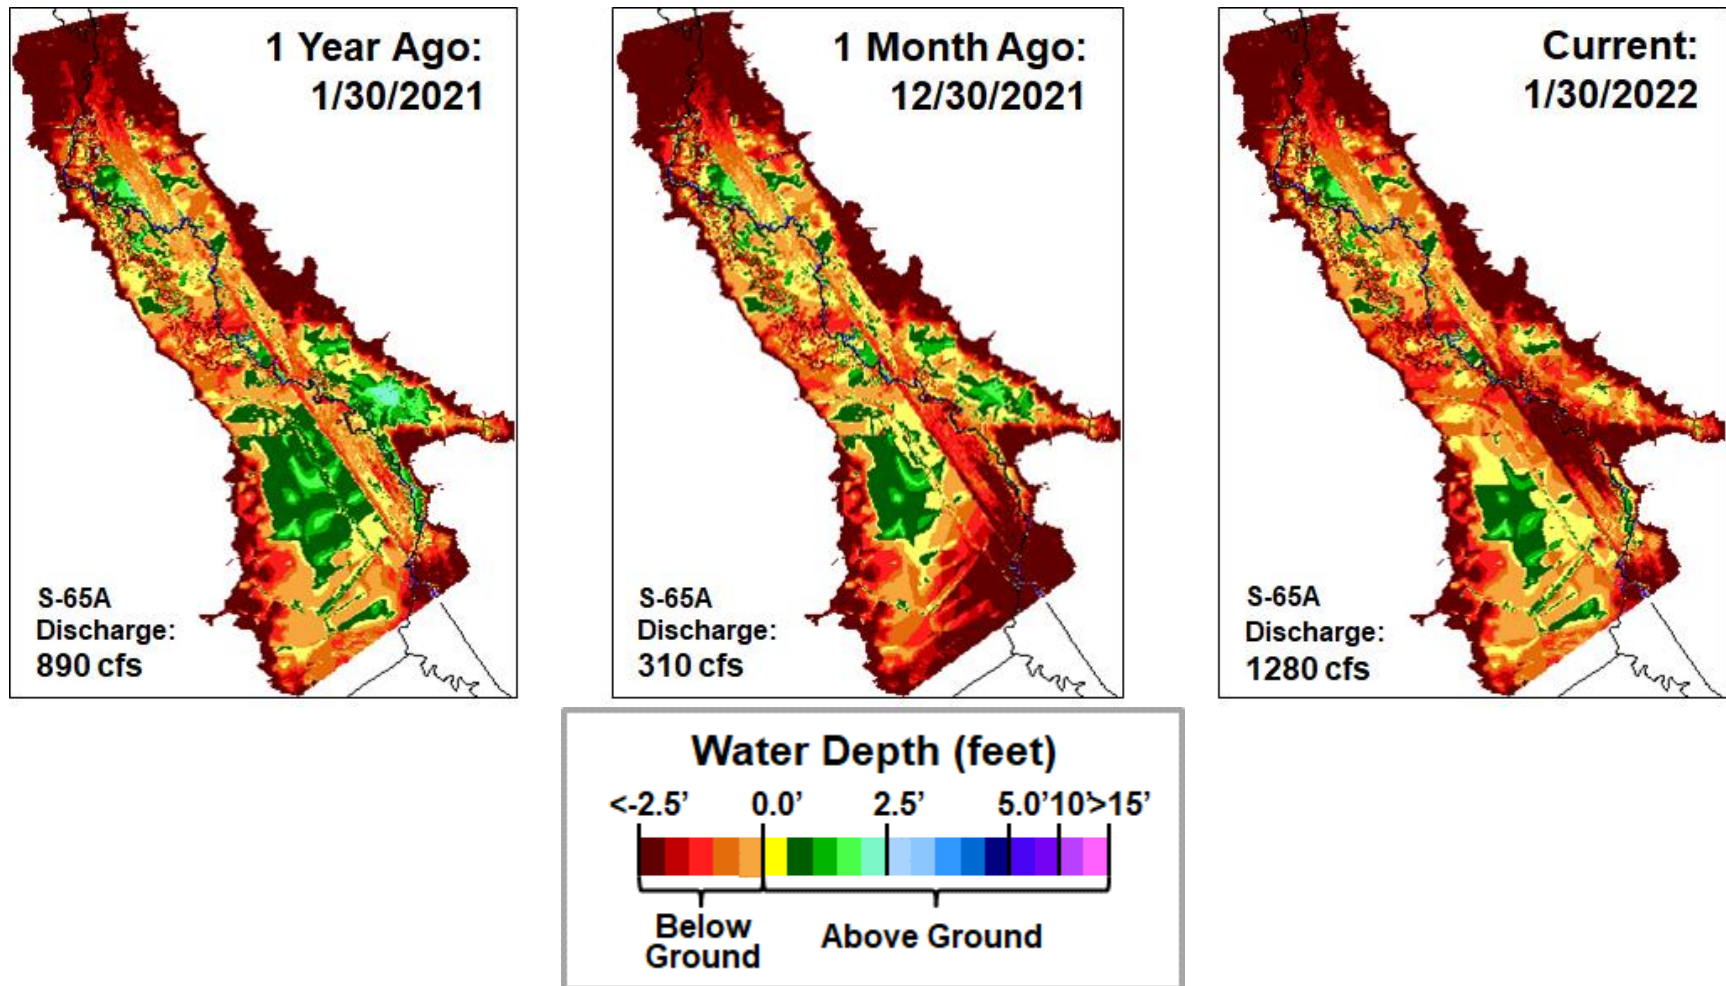 1 Year Ago:
1/30/2021
S-65A
Discharge:
890 cfs
1 Month Ago:
12/30/2021
S-65A
Discharge:
310 cfs
Current:
1/30/2022
S-65A
Discharge:
1280 cfs
Water Depth (feet)
<-2.5’ 0.0’ 2.5’ 5.0’10’>15’
Below
Ground
Above Ground